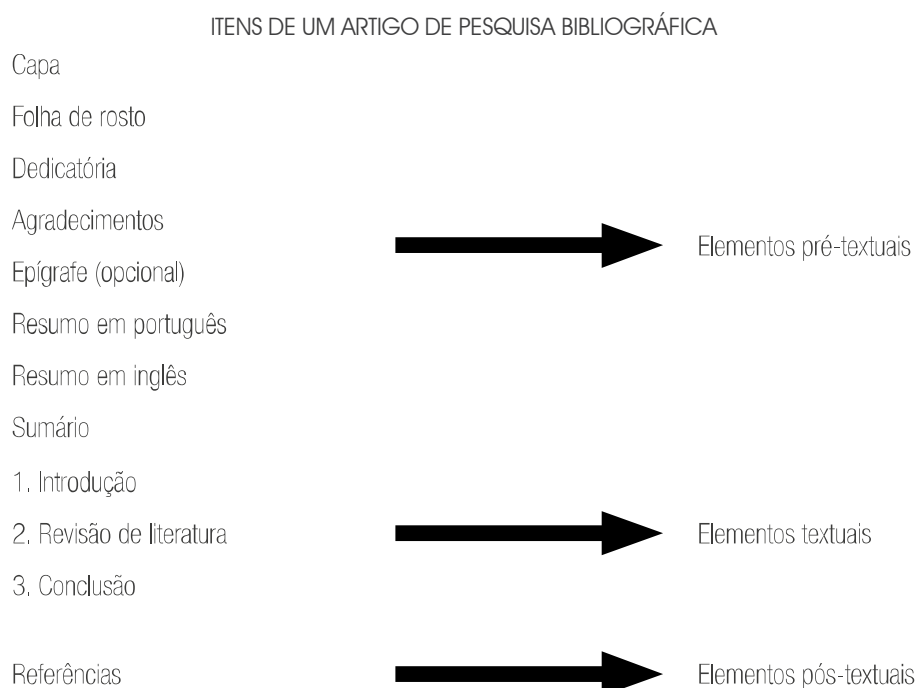 ITENS DE UM ARTIGO DE PESQUISA BIBLIOGRÁFICA
Capa
Folha de rosto
Dedicatória
Agradecimentos
Elementos pré-textuais
Epígrafe (opcional)
Resumo em português
Resumo em inglês
Sumário
1. Introdução
2. Revisão de literatura
Elementos textuais
3. Conclusão
Referências
Elementos pós-textuais